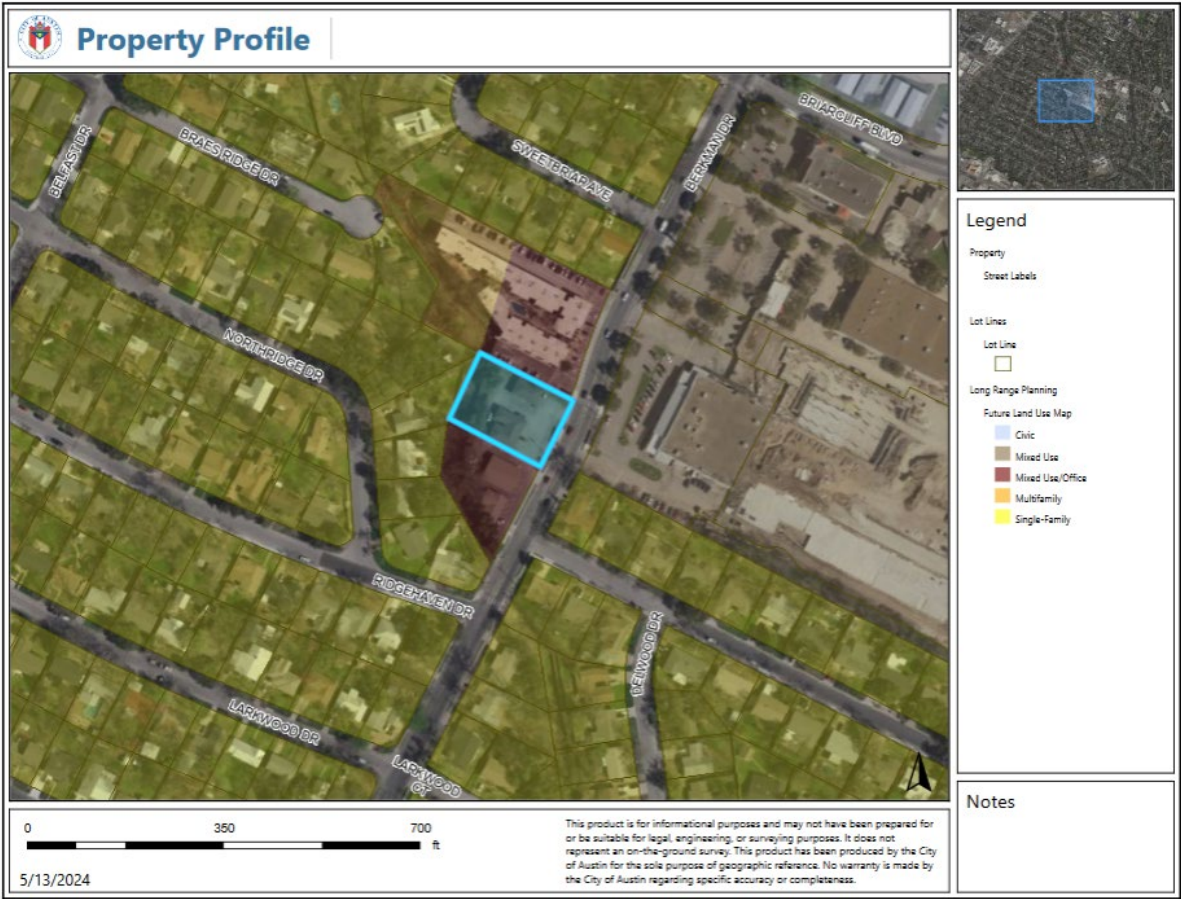 Property Profile
BRIARCLIFF BLVD
BERKMAN DR
BELFAST DR
BRAES RIDGE DR
SWEETBRIAR AVE
NORTHRIDGE DR
RIDGEHAVEN DR
DELWOOD DR
LARKWOOD DR
LARKWOOD
CT
Legend
Property
Street Labels
Lot Lines
Lot Line
Long Range Planning
Future Land Use Map
Civic
Mixed Use
Mixed Use/Office
Multifamily
Single-Family
Notes
0 350 700
ft
5/13/2024
This product is for informational purposes and may not have been prepared for
or be suitable for legal, engineering, or surveying purposes. It does not
represent an on-the-ground survey. This product has been produced by the City
of Austin for the sole purpose of geographic reference. No warranty is made by
the City of Austin regarding specific accuracy or completeness.